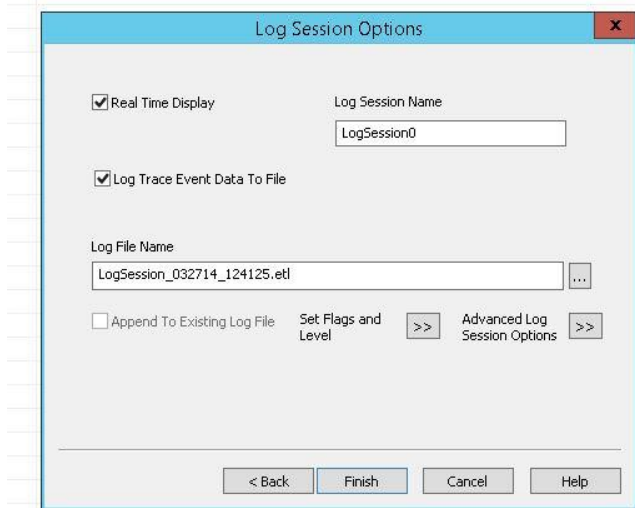 Log Session Options
x
Real Time Display
Log Session Name
LogSession0
Log Trace Event Data To File
Log File Name
LogSession_032714_124125.etl
...
Append To Existing Log File
Set Flags and
Level
>>
Advanced Log
Session Options
>>
< Back
Finish
Cancel
Help